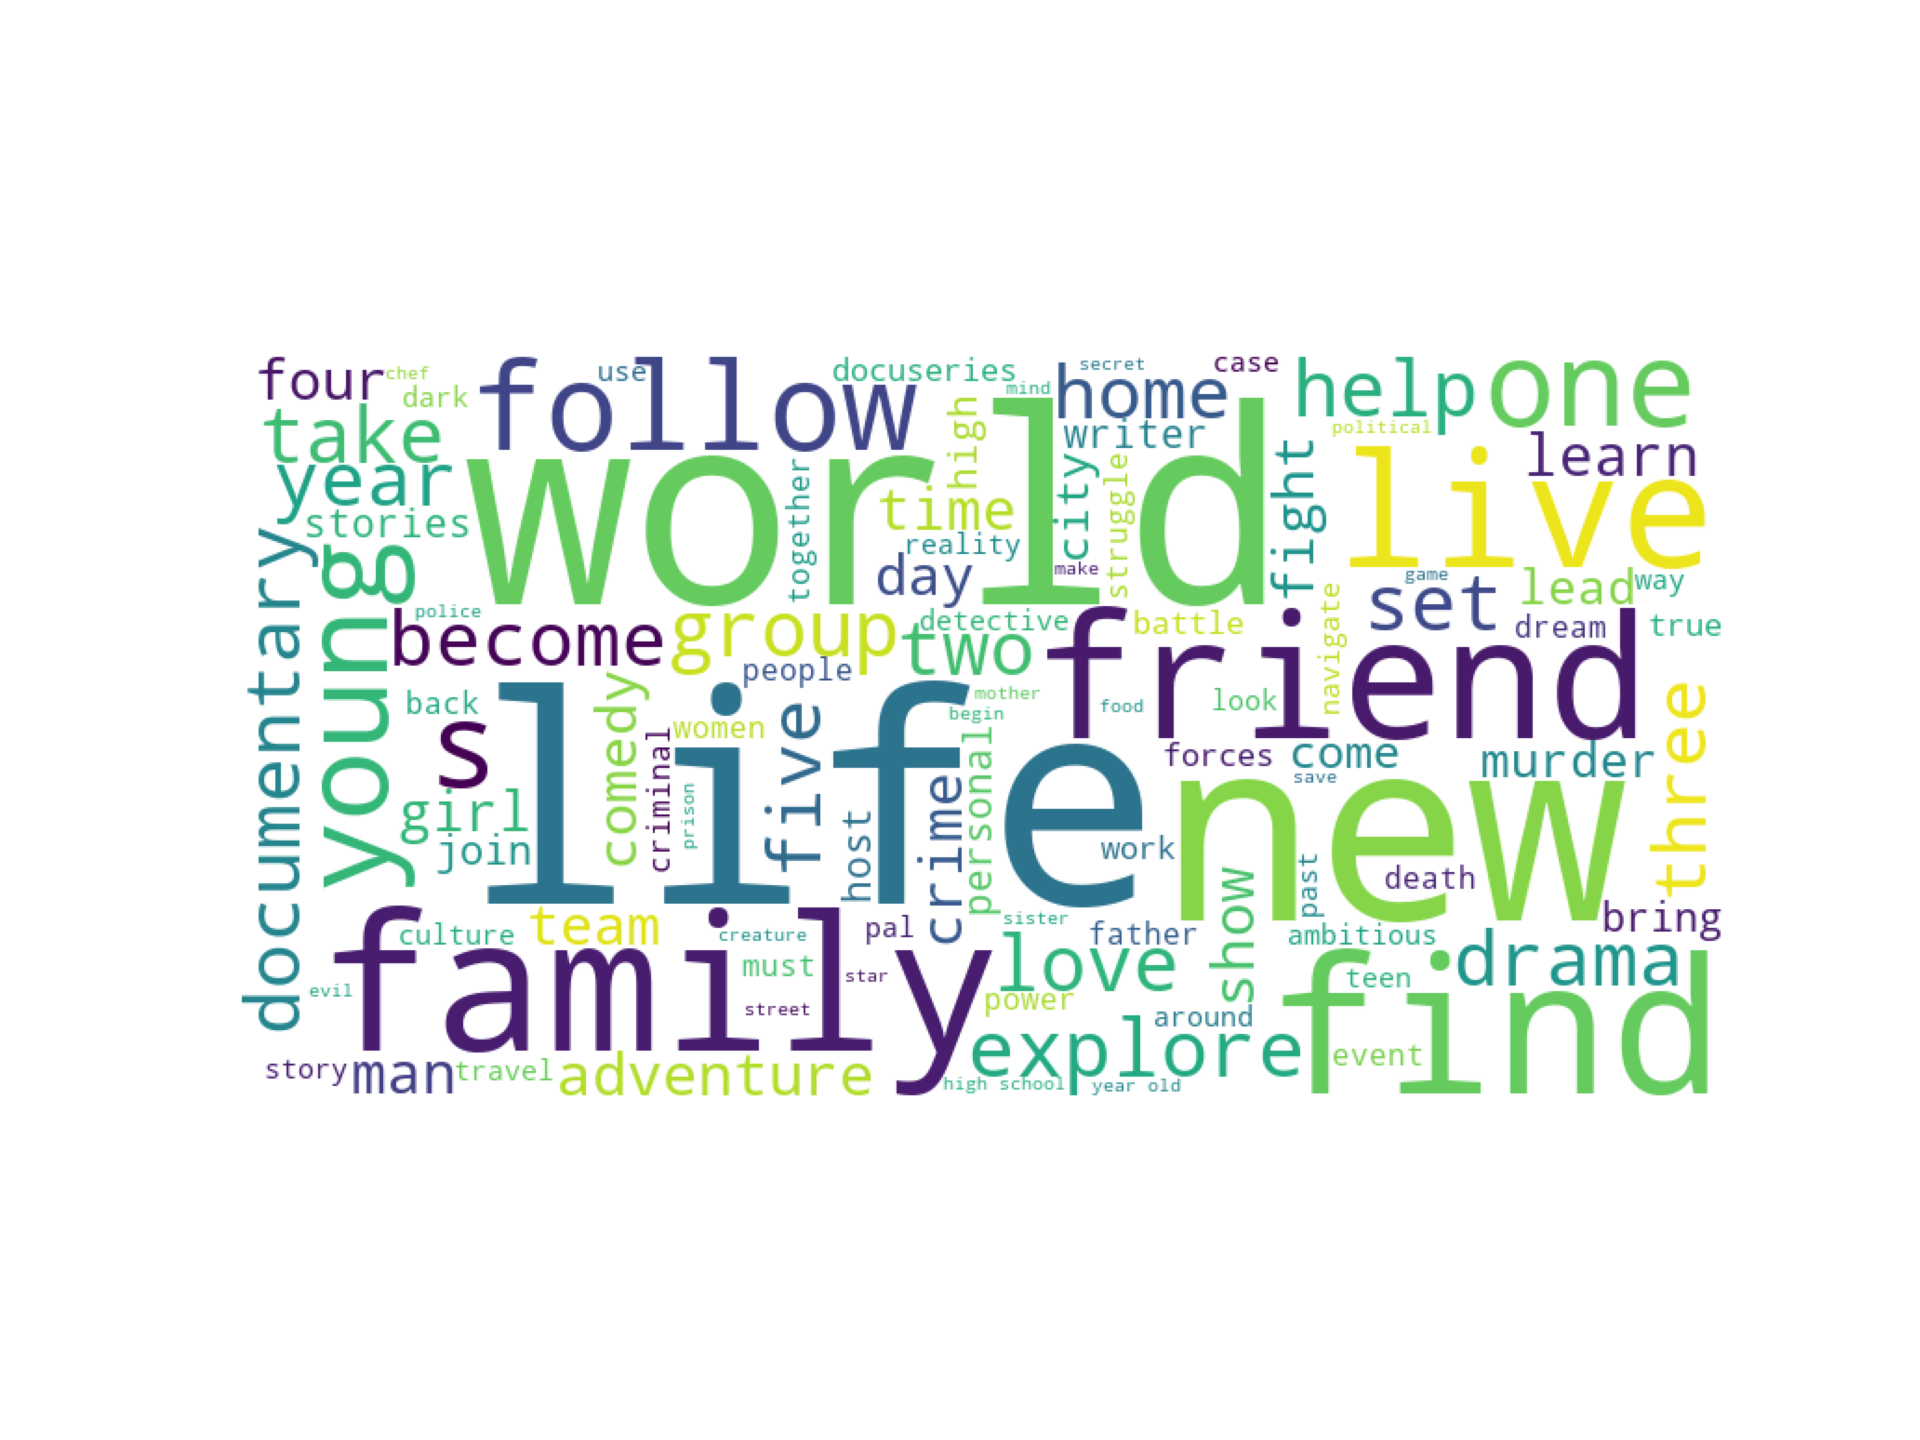 four
chef
dark
follow
use
docuseries
mind
home
secret
case
help
one
take
high
writer
political
learn
year
world
together
time
city
struggle
fight
live
stories
reality
day
make
game
set
lead
way
documentary
young
police
become
group
detective
two
battle
friend
navigate
dream
true
people
back
s
comedy
women
life
five
mother
begin
food
look
three
criminal
personal
forces
come
save
murder
girl
join
prison
host
crime
work
new
past
death
bring
culture
team
creature
pal
sister
father
show
ambitious
drama
evil
family
must
star
street
love
power
around
teen
find
story
man
travel
adventure
explore
event
high school
year old